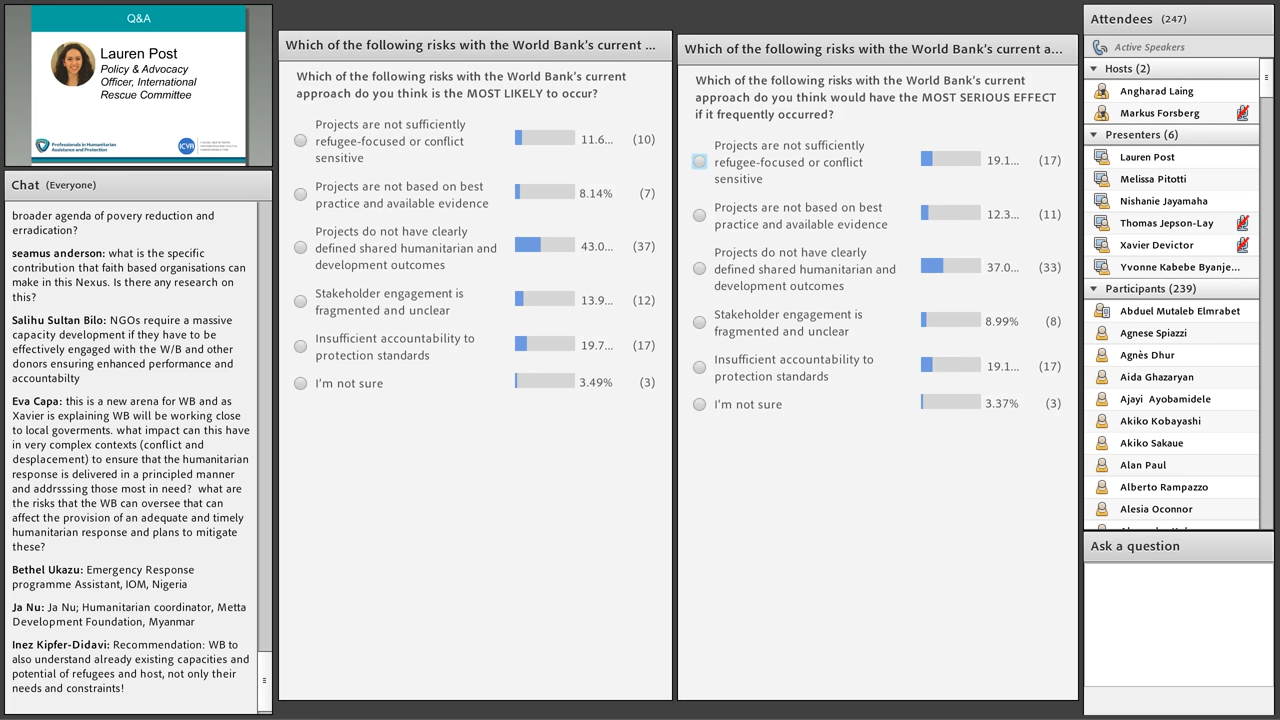 Q&A
Lauren Post
Policy & Advocacy
Officer, International
Rescue Committee
Professionals in Humanitarian
Assistance and Protection
ICVA
Chat (Everyone)
broader agenda of povery reduction and
erradication?
seamus anderson: what is the specific
contribution that faith based organisations can
make in this Nexus. Is there any research on
this?
Salihu Sultan Bilo: NGOs require a massive
capacity development if they have to be
effectively engaged with the W/B and other
donors ensuring enhanced performance and
accountabilty
Eva Capa: this is a new arena for WB and as
Xavier is explaining WB will be working close
to local goverments. what impact can this have
in very complex contexts (conflict and
desplacement) to ensure that the humanitarian
response is delivered in a principled manner
and addrsssing those most in need?  what are
the risks that the WB can oversee that can
affect the provision of an adequate and timely
humanitarian response and plans to mitigate
these?
Bethel Ukazu: Emergency Response
programme Assistant, IOM, Nigeria
Ja Nu: Ja Nu; Humanitarian coordinator, Metta
Development Foundation, Myanmar
Inez Kipfer-Didavi: Recommendation: WB to
also understand already existing capacities and
potential of refugees and host, not only their
needs and constraints!
Which of the following risks with the World Bank's current ...
Which of the following risks with the World Bank's current
approach do you think is the MOST LIKELY to occur?
Projects are not sufficiently
refugee-focused or conflict
sensitive
11.6... (10)
Projects are not based on best
practice and available evidence
8.14% (7)
Projects do not have clearly
defined shared humanitarian and
development outcomes
43.0... (37)
Stakeholder engagement is
fragmented and unclear
13.9... (12)
Insufficient accountability to
protection standards
19.7... (17)
I'm not sure
3.49% (3)
Which of the following risks with the World Bank's current a...
Which of the following risks with the World Bank's current
approach do you think would have the MOST SERIOUS EFFECT
if it frequently occurred?
Projects are not sufficiently
refugee-focused or conflict
sensitive
19.1... (17)
Projects are not based on best
practice and available evidence
12.3... (11)
Projects do not have clearly
defined shared humanitarian and
development outcomes
37.0... (33)
Stakeholder engagement is
fragmented and unclear
8.99% (8)
Insufficient accountability to
protection standards
19.1... (17)
I'm not sure
3.37% (3)
Attendees (247)
Active Speakers
Hosts (2)
Angharad Laing
Markus Forsberg
Presenters (6)
Lauren Post
Melissa Pitotti
Nishanie Jayamaha
Thomas Jepson-Lay
Xavier Devictor
Yvonne Kabebe Byanje...
Participants (239)
Abduel Mutaleb Elmrabet
Agnese Spiazzi
Agnès Dhur
Aida Ghazaryan
Ajayi  Ayobamidele
Akiko Kobayashi
Akiko Sakaue
Alan Paul
Alberto Rampazzo
Alesia Oconnor
Ask a question